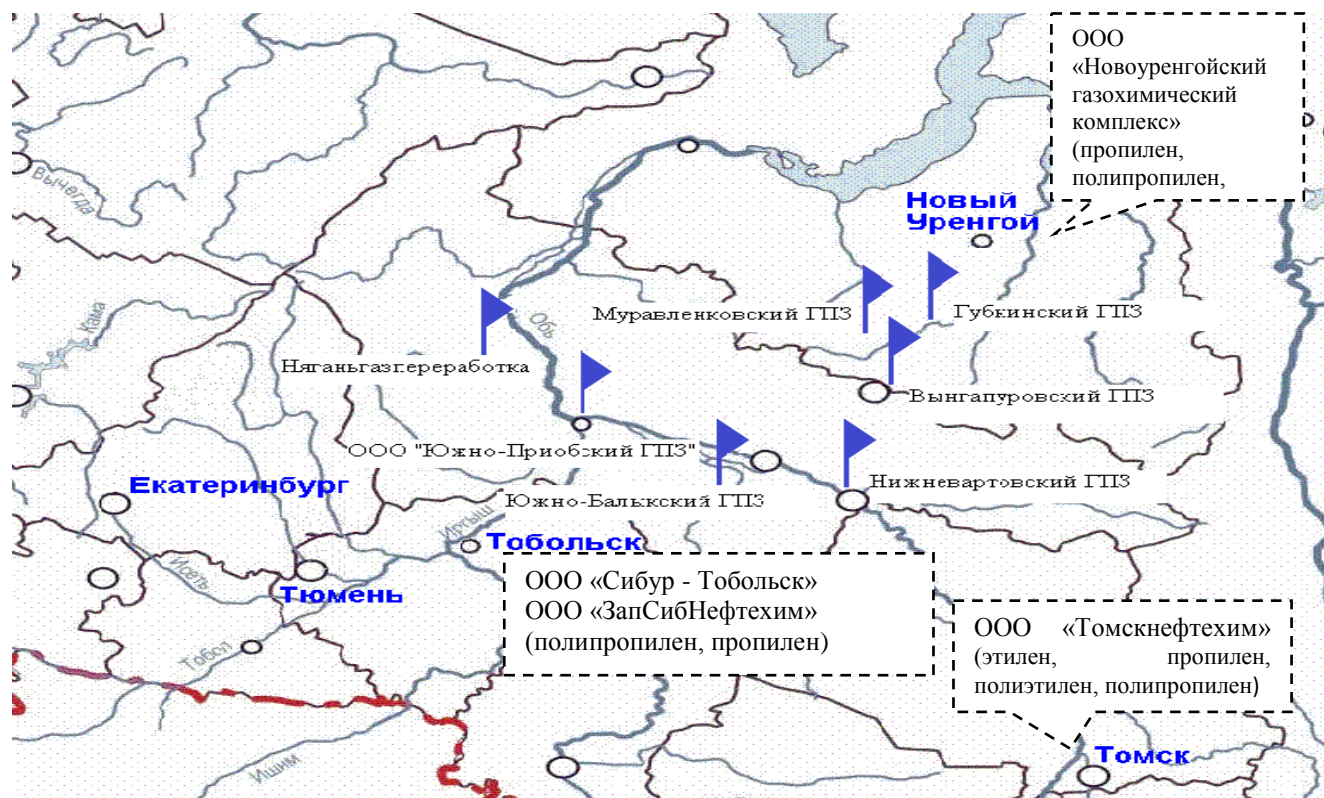 ООО
«Новоуренгойский
газохимический
комплекс»
(пропилен,
полипропилен,
Вычегда
Новый
Уренгой
Кама
Обь
Муравленковский ГПЗ
Губкинский ГПЗ
Няганьгазпереработка
Вынгапуровский ГПЗ
ООО "Южно-Приобский ГПЗ"
Екатеринбург
Нижневартовский ГПЗ
Южно-Балыкский ГПЗ
Иртыш
Тобольск
Исеть
Тюмень
ООО «Сибур - Тобольск»
ООО «ЗапСибНефтехим»
(полипропилен, пропилен)
ООО «Томскнефтехим»
(этилен, пропилен,
полиэтилен, полипропилен)
Тобол
Томск
Ишим